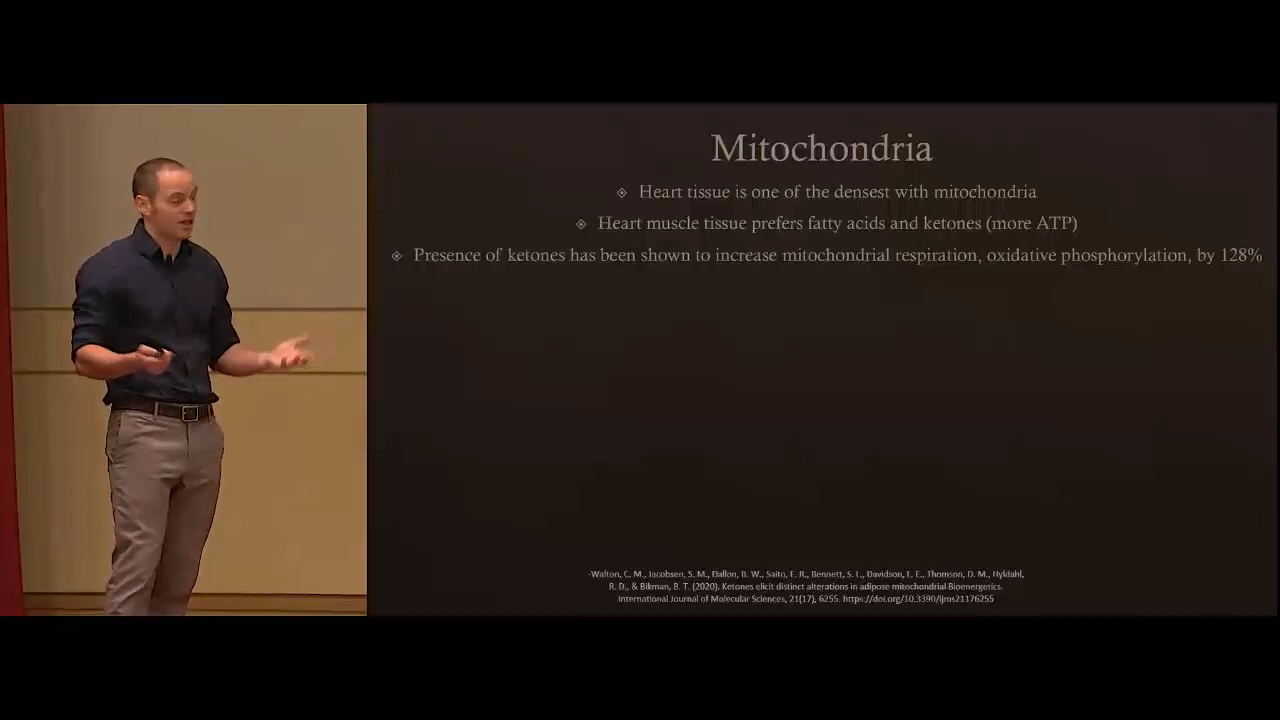 Mitochondria
Heart tissue is one of the densest with mitochondria
Heart muscle tissue prefers fatty acids and ketones (more ATP)
Presence of ketones has been shown to increase mitochondrial respiration, oxidative phosphorylation, by 128%
-Walton, C. M., Jacobsen, S. M., Dallon, B. W., Saito, E. R., Bennett, S. L., Davidson, L. E., Thomson, D. M., Hyldahl,
R. D., & Bikman, B. T. (2020). Ketones elicit distinct alterations in adipose mitochondrial Bioenergetics.
International Journal of Molecular Sciences, 21(17), 6255. https://doi.org/10.3390/ijms21176255